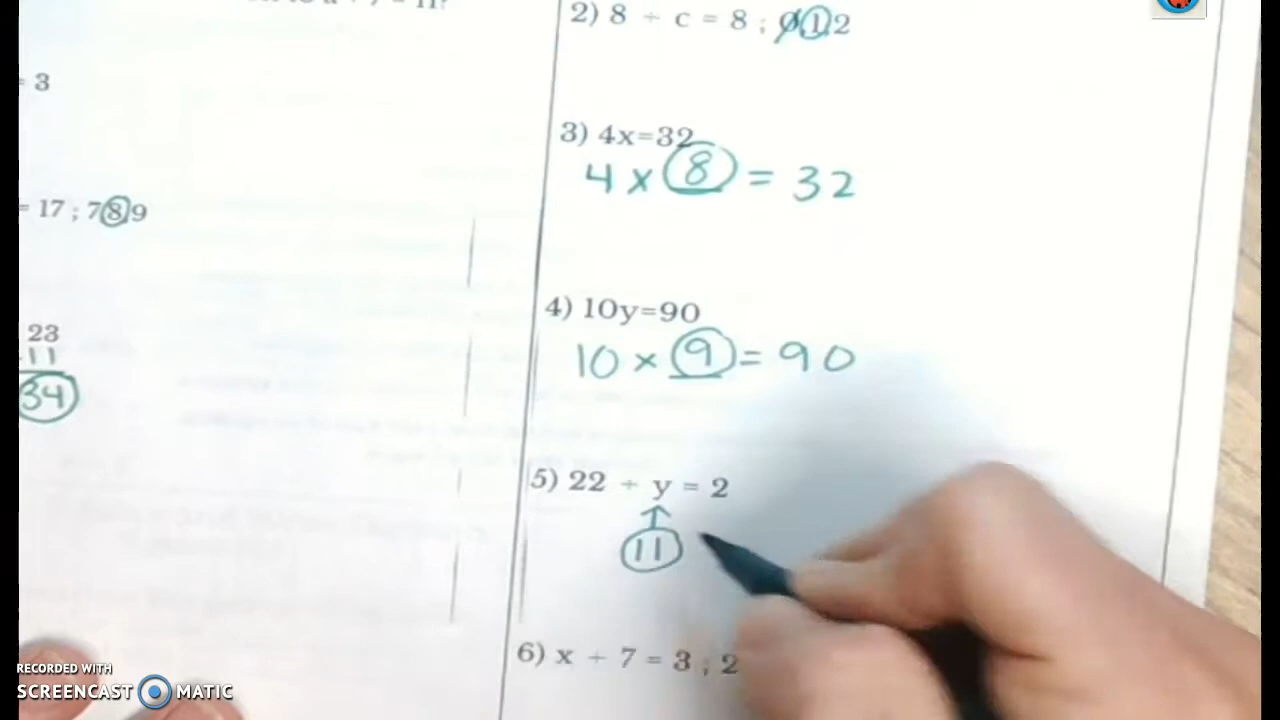 = 3
= 17 ; 7 8, 9
23
11
34
2) 8 ÷ c = 8 ; 0, 1, 2
3) 4x=32
4 x 8 = 32
4) 10y=90
10 x 9 = 90
5) 22 ÷ y = 2
11
6) x ÷ 7 = 3 ; 2
RECORDED WITH
SCREENCAST MATIC